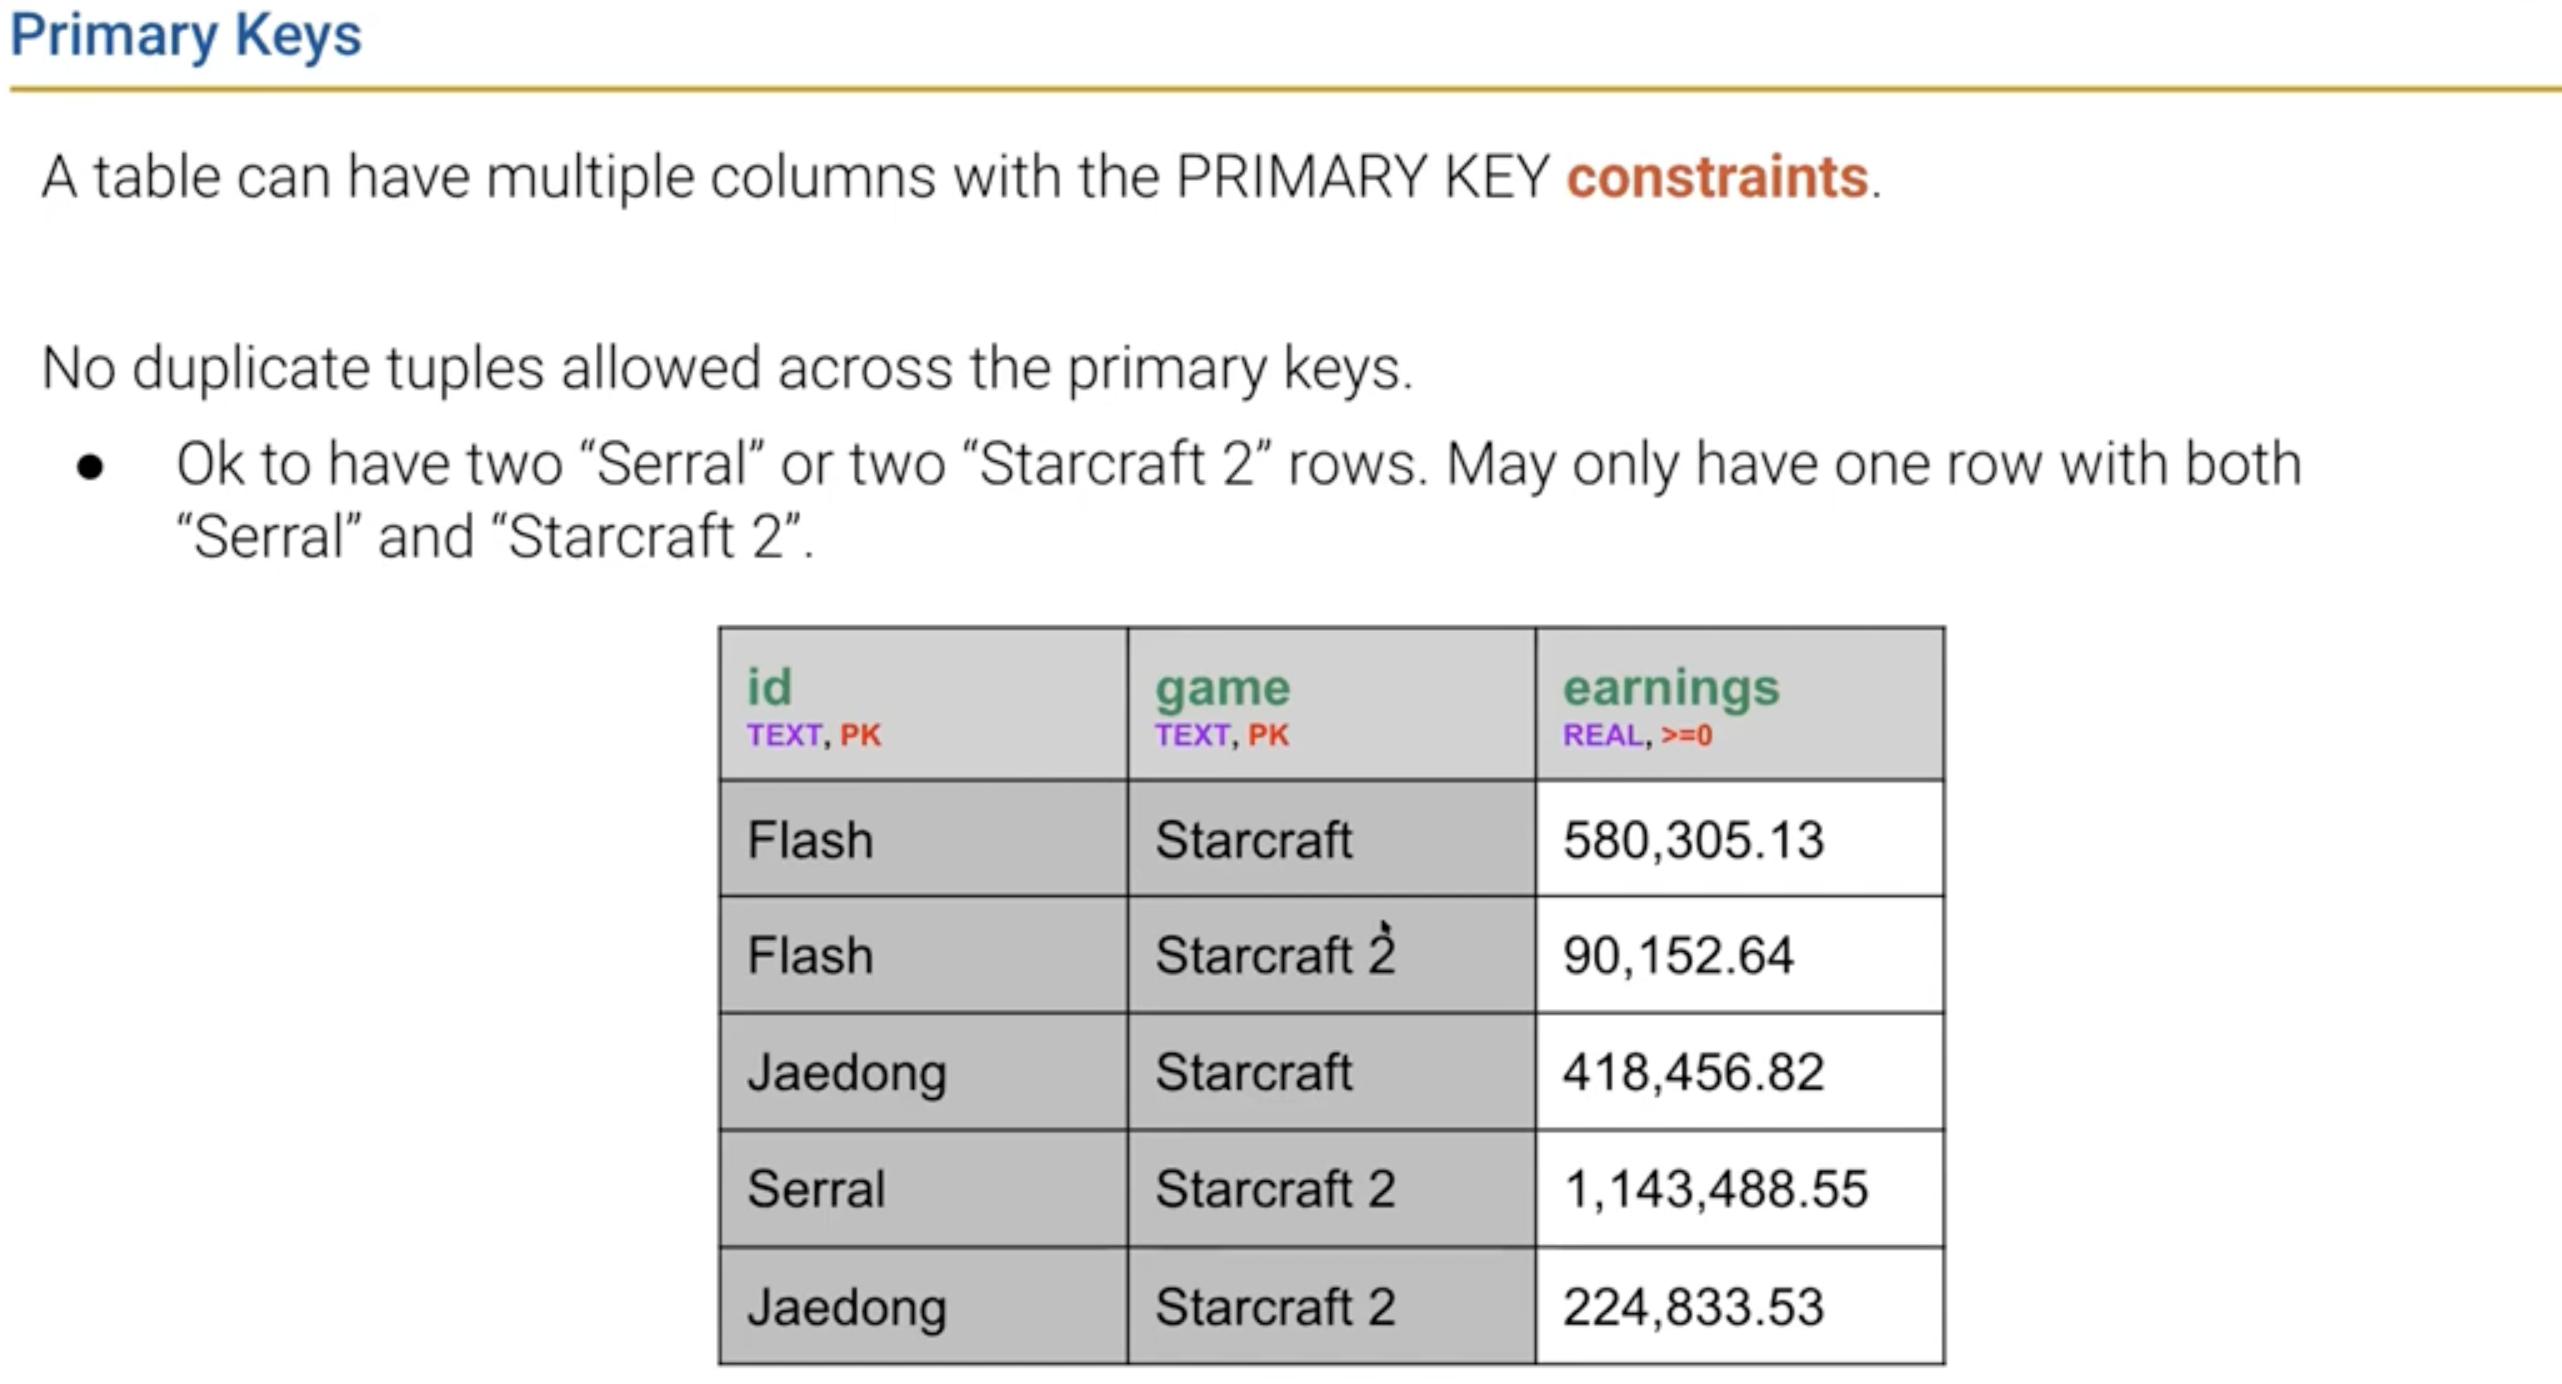 Primary Keys
A table can have multiple columns with the PRIMARY KEY constraints.
No duplicate tuples allowed across the primary keys.
● Ok to have two “Serral” or two “Starcraft 2” rows. May only have one row with both
“Serral” and “Starcraft 2”.
id game earnings
TEXT, PK TEXT, PK REAL, >=0
Flash Starcraft 580,305.13
Flash Starcraft 2 90,152.64
Jaedong Starcraft 418,456.82
Serral Starcraft 2 1,143,488.55
Jaedong Starcraft 2 224,833.53